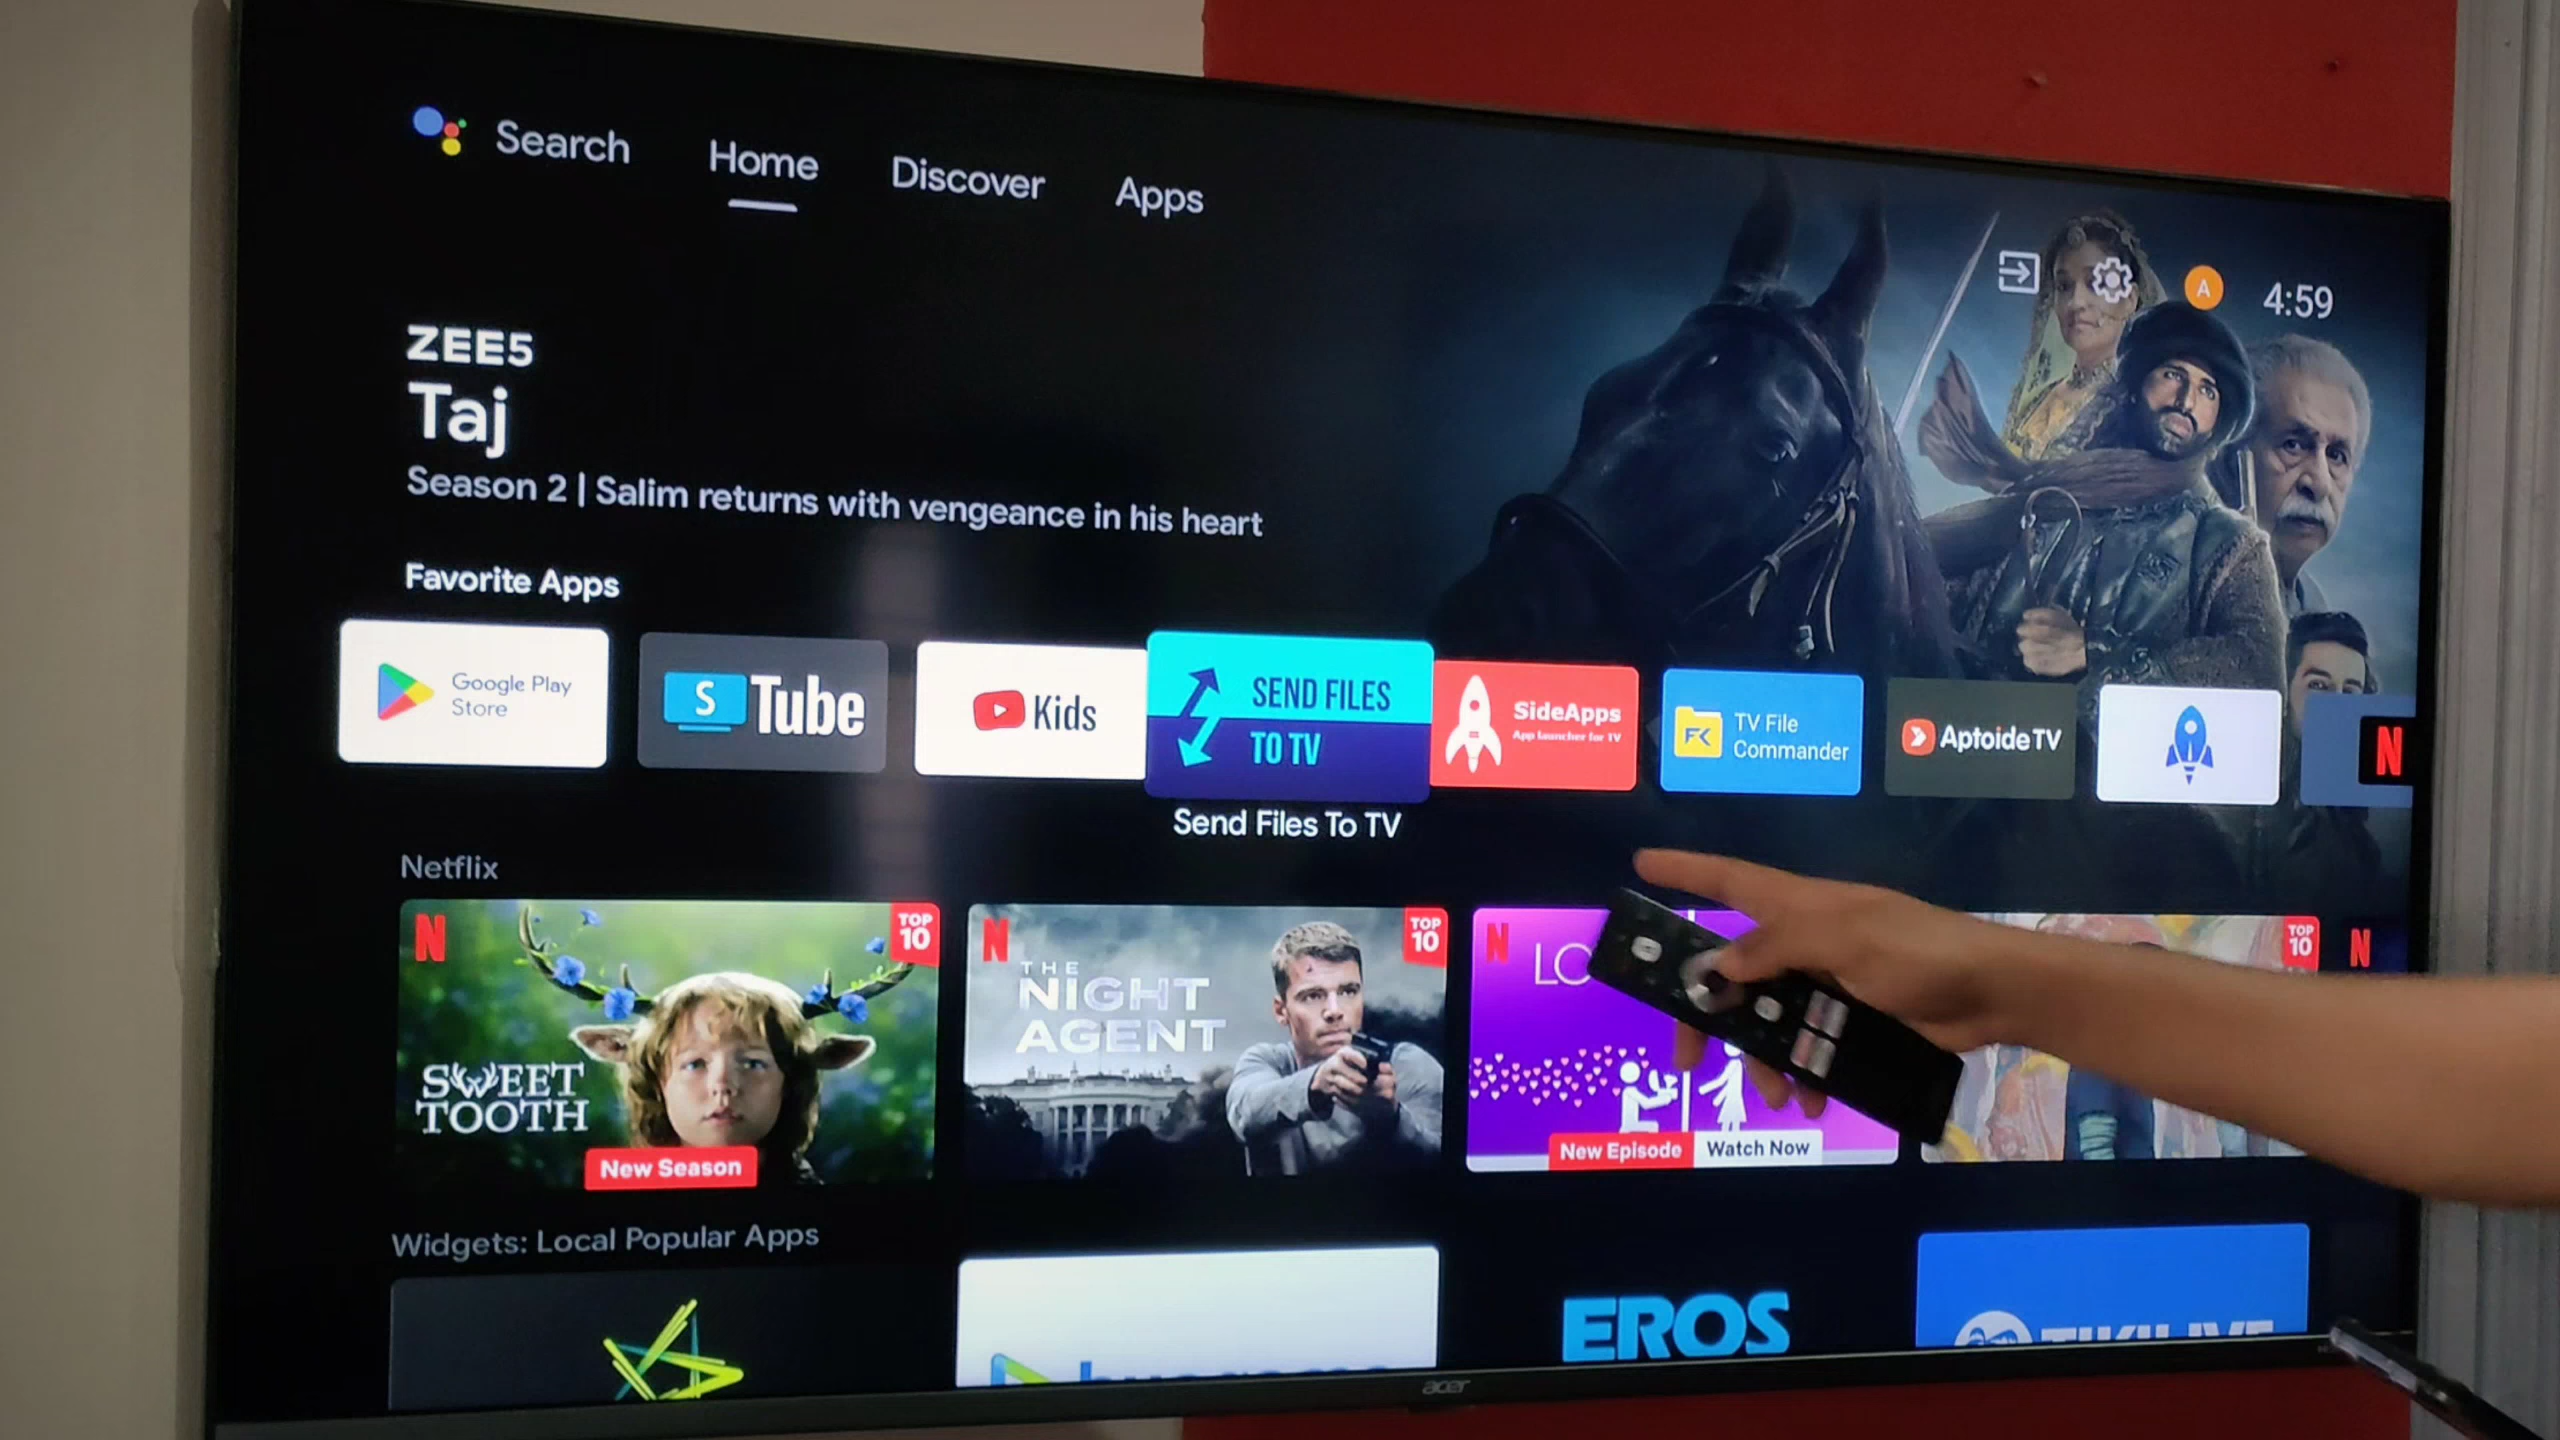 Search
Home
Discover
Apps
A
4:59
ZEE5
Taj
Season 2 | Salim returns with vengeance in his heart
Favorite Apps
Google Play
Store
S Tube
Kids
SEND FILES
TO TV
SideApps
App launcher for TV
FC
TV File
Commander
Aptoide TV
N
Send Files To TV
Netflix
N
TOP
10
SWEET
TOOTH
New Season
N
TOP
10
THE
NIGHT
AGENT
N
New Episode
Watch Now
TOP
10
N
Widgets: Local Popular Apps
EROS
TIKILIVE
acer